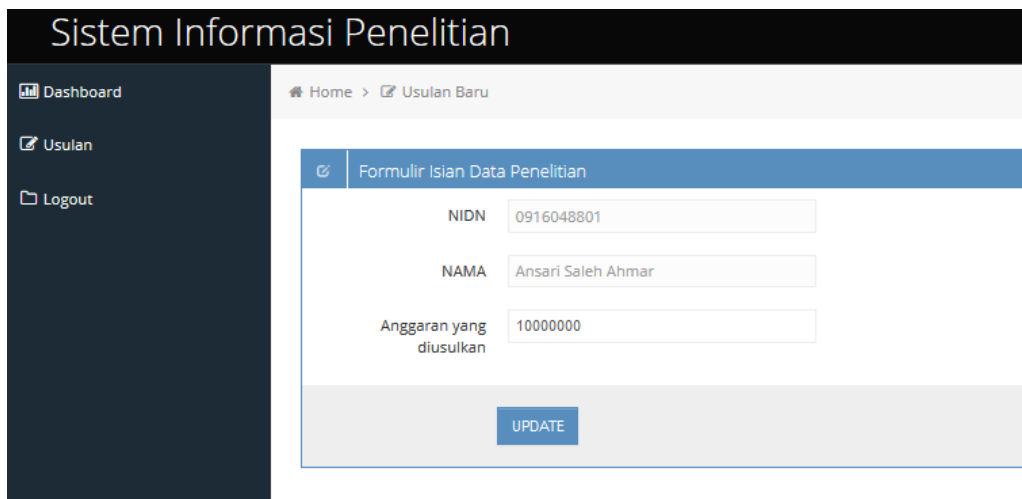 Sistem Informasi Penelitian
Dashboard
Usulan
Logout
Home > Usulan Baru
Formulir Isian Data Penelitian
NIDN 0916048801
NAMA Ansari Saleh Ahmar
Anggaran yang 10000000
diusulkan
UPDATE